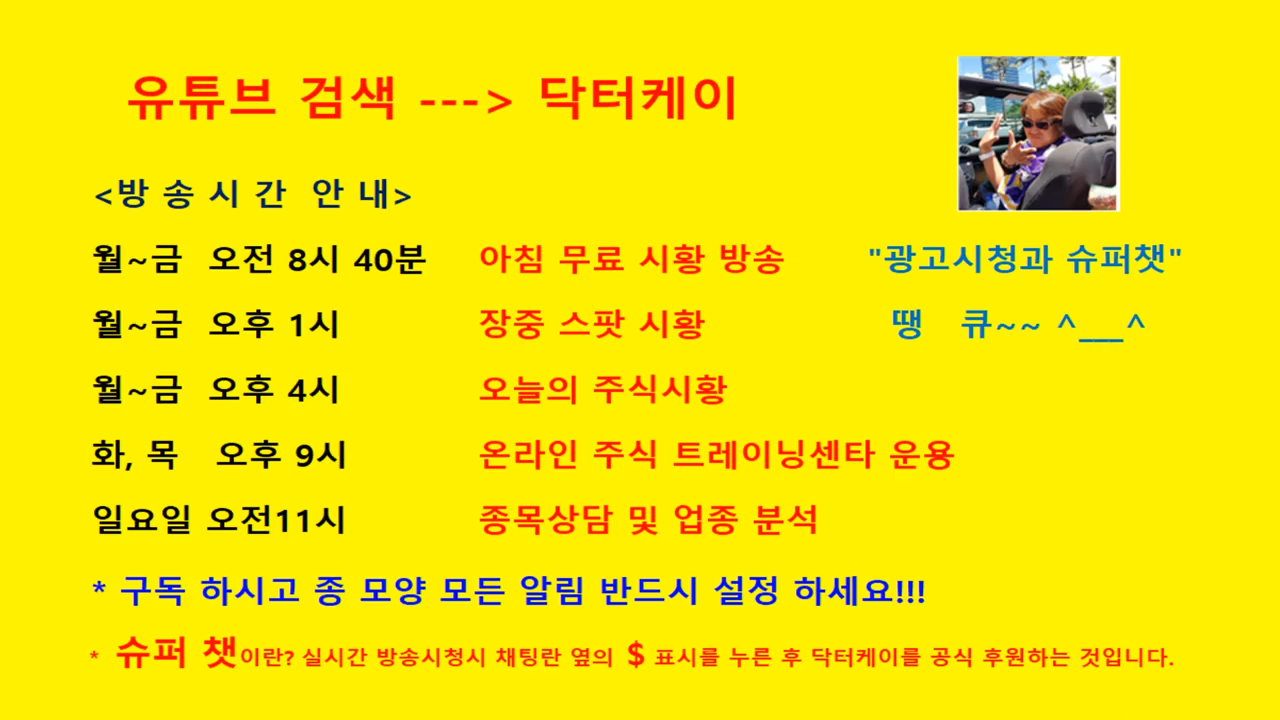 유튜브 검색 ---> 닥터케이
<방 송 시 간 안 내>
월~금 오전 8시 40분 아침 무료 시황 방송 "광고시청과 슈퍼챗"
월~금 오후 1시 장중 스팟 시황 땡 큐~~ ^___^
월~금 오후 4시 오늘의 주식시황
화, 목 오후 9시 온라인 주식 트레이닝센타 운용
일요일 오전11시 종목상담 및 업종 분석
* 구독 하시고 종 모양 모든 알림 반드시 설정 하세요!!!
* 슈퍼 챗이란? 실시간 방송시청시 채팅란 옆의 $ 표시를 누른 후 닥터케이를 공식 후원하는 것입니다.